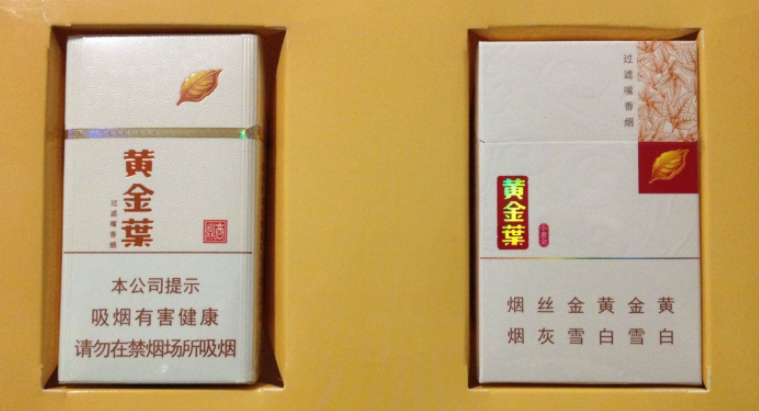 黄金葉
过滤嘴香烟
本公司提示
吸烟有害健康
请勿在禁烟场所吸烟
过滤嘴香烟
黄金葉
烟丝金黄金黄
烟灰雪白雪白